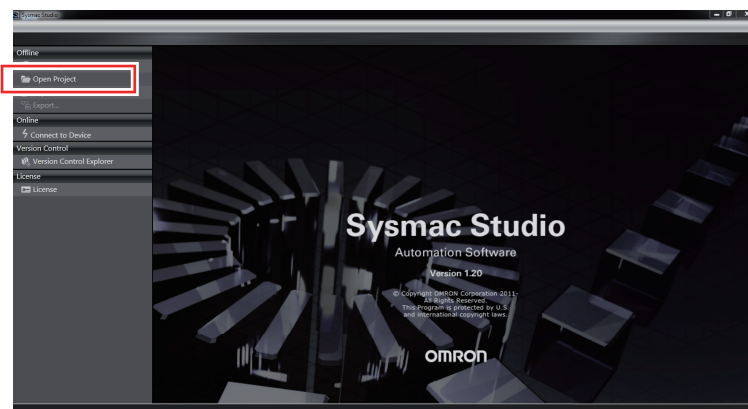 Sysmac Studio
Offline
Open Project
Export...
Online
Connect to Device
Version Control
Version Control Explorer
License
License
Sysmac Studio
Automation Software
Version 1.20
© Copyright OMRON Corporation 2011-
All Rights Reserved.
This Program is protected by U.S.
and international copyright laws.
OMRON